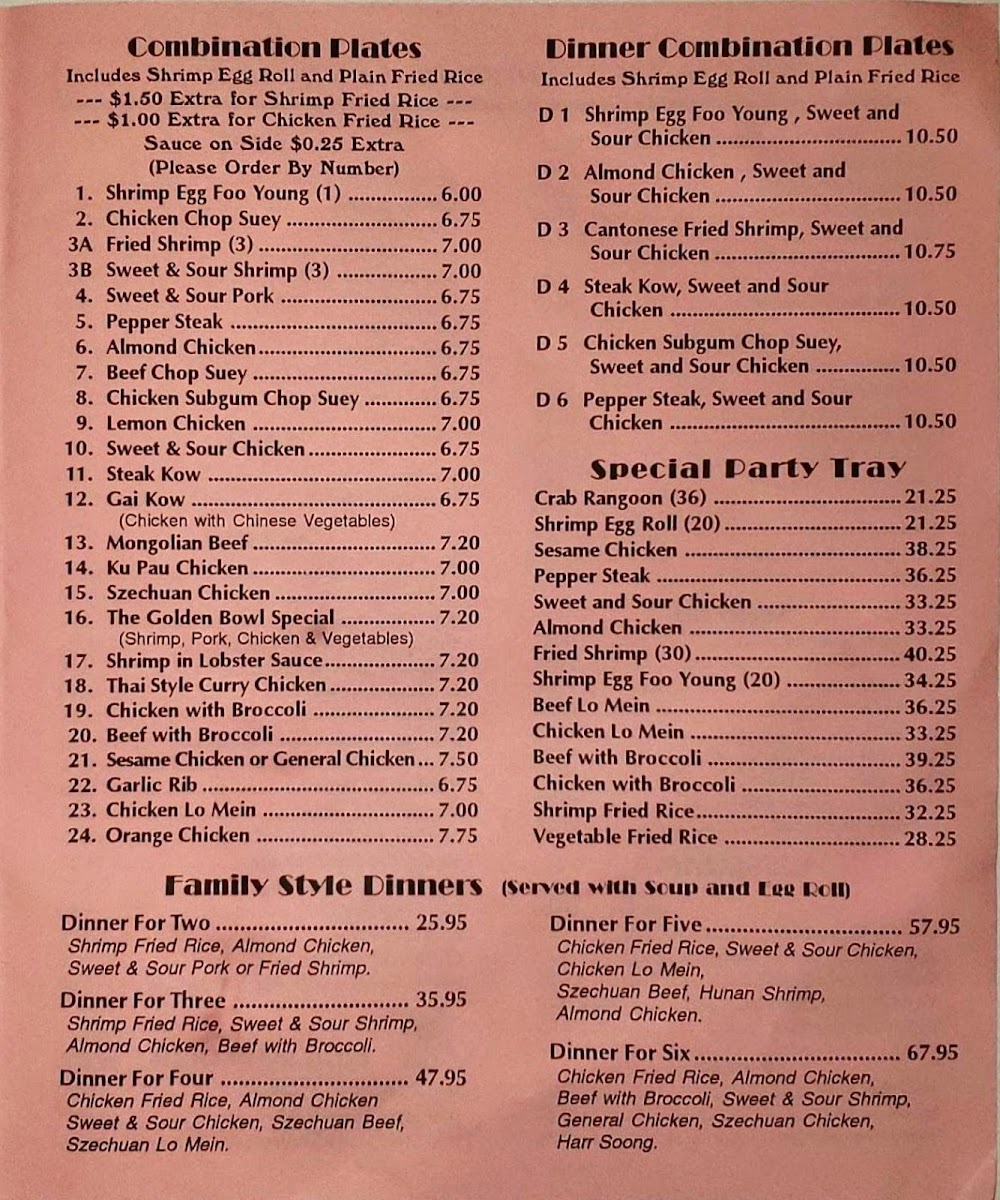 Combination Plates
Includes Shrimp Egg Roll and Plain Fried Rice
--- $1.50 Extra for Shrimp Fried Rice ---
--- $1.00 Extra for Chicken Fried Rice ---
Sauce on Side $0.25 Extra
(Please Order By Number)
1. Shrimp Egg Foo Young (1) ................ 6.00
2. Chicken Chop Suey ........................... 6.75
3A Fried Shrimp (3) ................................ 7.00
3B Sweet & Sour Shrimp (3) .................. 7.00
4. Sweet & Sour Pork ............................ 6.75
5. Pepper Steak ..................................... 6.75
6. Almond Chicken................................ 6.75
7. Beef Chop Suey ................................. 6.75
8. Chicken Subgum Chop Suey ............. 6.75
9. Lemon Chicken ................................. 7.00
10. Sweet & Sour Chicken....................... 6.75
11. Steak Kow ......................................... 7.00
12. Gai Kow ............................................ 6.75
(Chicken with Chinese Vegetables)
13. Mongolian Beef ................................. 7.20
14. Ku Pau Chicken ................................. 7.00
15. Szechuan Chicken ............................. 7.00
16. The Golden Bowl Special ................. 7.20
(Shrimp, Pork, Chicken & Vegetables)
17. Shrimp in Lobster Sauce.................... 7.20
18. Thai Style Curry Chicken................... 7.20
19. Chicken with Broccoli ...................... 7.20
20. Beef with Broccoli ............................ 7.20
21. Sesame Chicken or General Chicken... 7.50
22. Garlic Rib .......................................... 6.75
23. Chicken Lo Mein ............................... 7.00
24. Orange Chicken ................................ 7.75
Dinner Combination Plates
Includes Shrimp Egg Roll and Plain Fried Rice
D 1 Shrimp Egg Foo Young , Sweet and
Sour Chicken .................................. 10.50
D 2 Almond Chicken , Sweet and
Sour Chicken .................................. 10.50
D 3 Cantonese Fried Shrimp, Sweet and
Sour Chicken .................................. 10.75
D 4 Steak Kow, Sweet and Sour
Chicken .......................................... 10.50
D 5 Chicken Subgum Chop Suey,
Sweet and Sour Chicken ............... 10.50
D 6 Pepper Steak, Sweet and Sour
Chicken .......................................... 10.50
Special Party Tray
Crab Rangoon (36) .................................. 21.25
Shrimp Egg Roll (20)................................ 21.25
Sesame Chicken ....................................... 38.25
Pepper Steak ............................................ 36.25
Sweet and Sour Chicken .......................... 33.25
Almond Chicken ...................................... 33.25
Fried Shrimp (30)..................................... 40.25
Shrimp Egg Foo Young (20) ..................... 34.25
Beef Lo Mein ............................................ 36.25
Chicken Lo Mein ...................................... 33.25
Beef with Broccoli ................................... 39.25
Chicken with Broccoli ............................. 36.25
Shrimp Fried Rice..................................... 32.25
Vegetable Fried Rice ................................ 28.25
Family Style Dinners (Served with Soup and Egg Roll)
Dinner For Two .................................. 25.95
Shrimp Fried Rice, Almond Chicken,
Sweet & Sour Pork or Fried Shrimp.
Dinner For Three ............................... 35.95
Shrimp Fried Rice, Sweet & Sour Shrimp,
Almond Chicken, Beef with Broccoli.
Dinner For Four ................................. 47.95
Chicken Fried Rice, Almond Chicken
Sweet & Sour Chicken, Szechuan Beef,
Szechuan Lo Mein.
Dinner For Five................................... 57.95
Chicken Fried Rice, Sweet & Sour Chicken,
Chicken Lo Mein,
Szechuan Beef, Hunan Shrimp,
Almond Chicken.
Dinner For Six..................................... 67.95
Chicken Fried Rice, Almond Chicken,
Beef with Broccoli, Sweet & Sour Shrimp,
General Chicken, Szechuan Chicken,
Harr Soong.